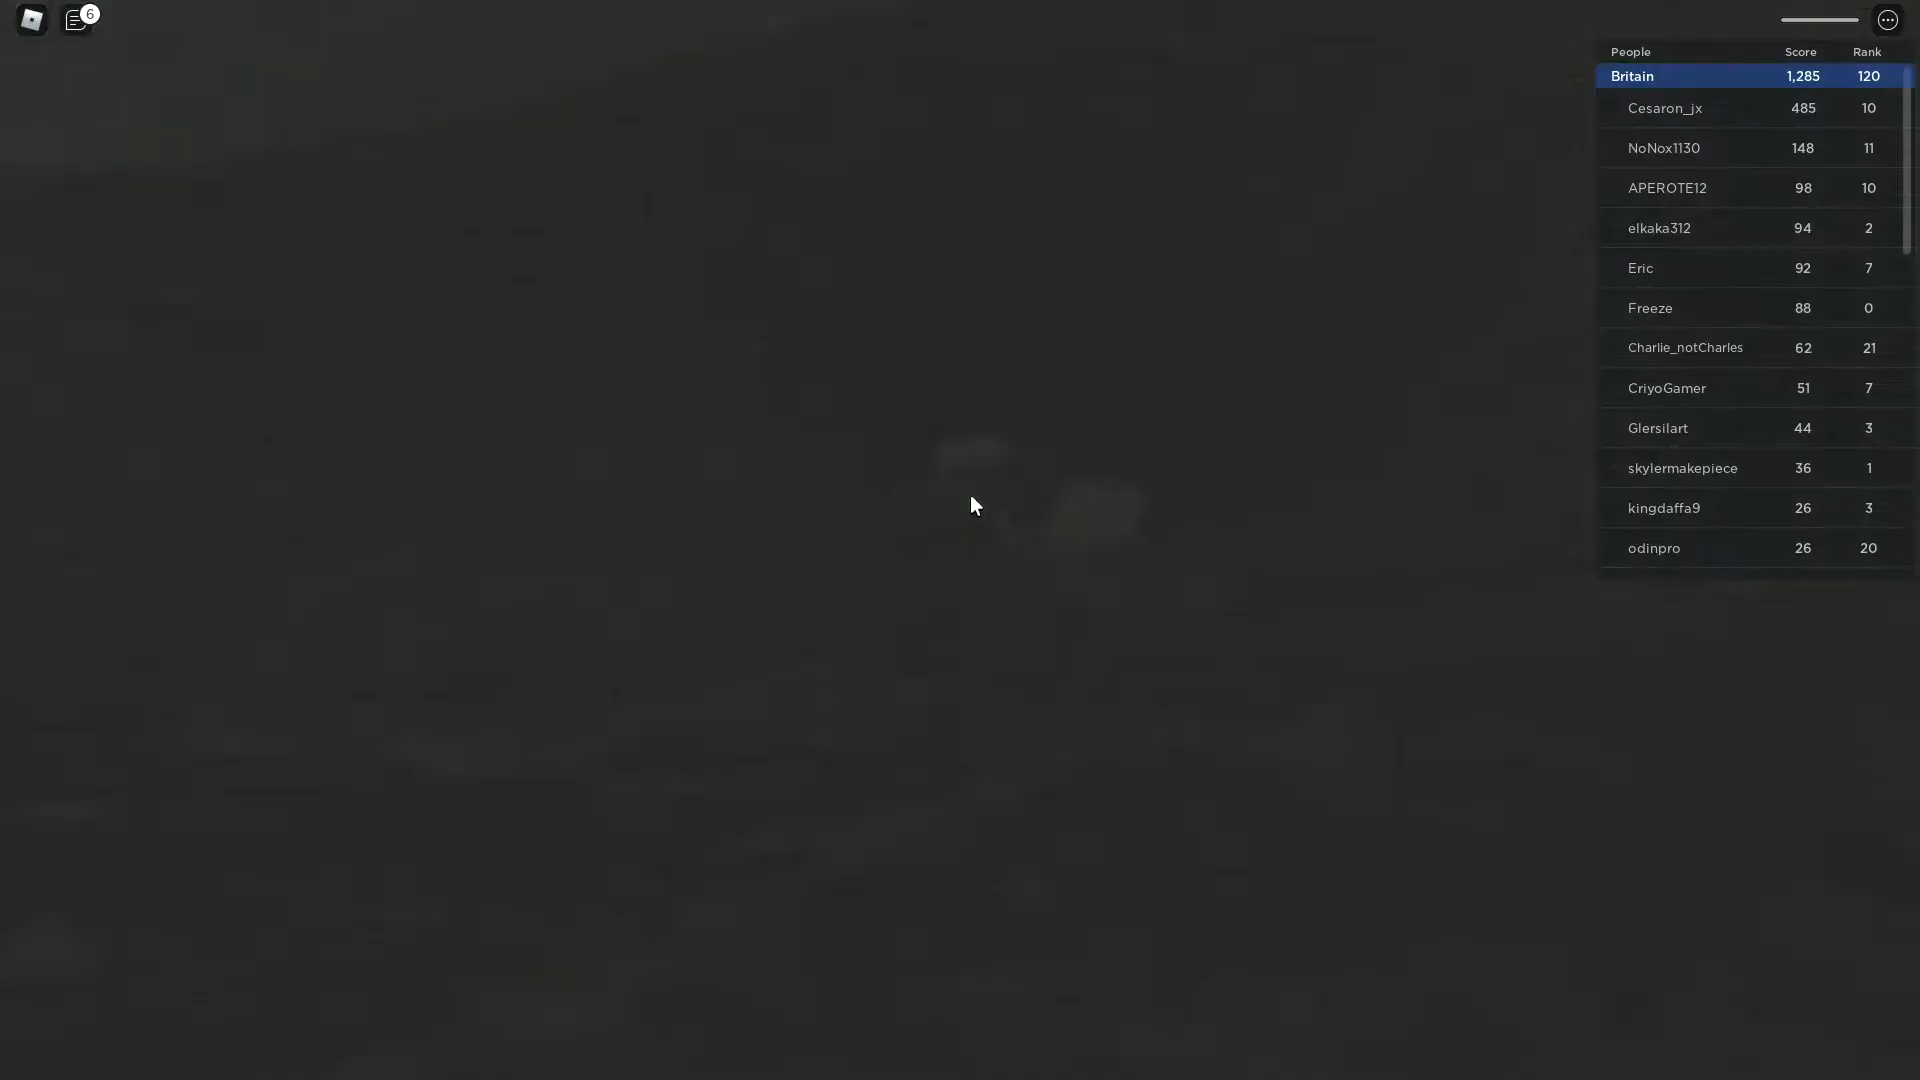 6
People Score Rank
Britain 1,285 120
Cesaron_jx 485 10
NoNox1130 148 11
APEROTE12 98 10
elkaka312 94 2
Eric 92 7
Freeze 88 0
Charlie_notCharles 62 21
CriyoGamer 51 7
Glersilart 44 3
skylermakepiece 36 1
kingdaffa9 26 3
odinpro 26 20